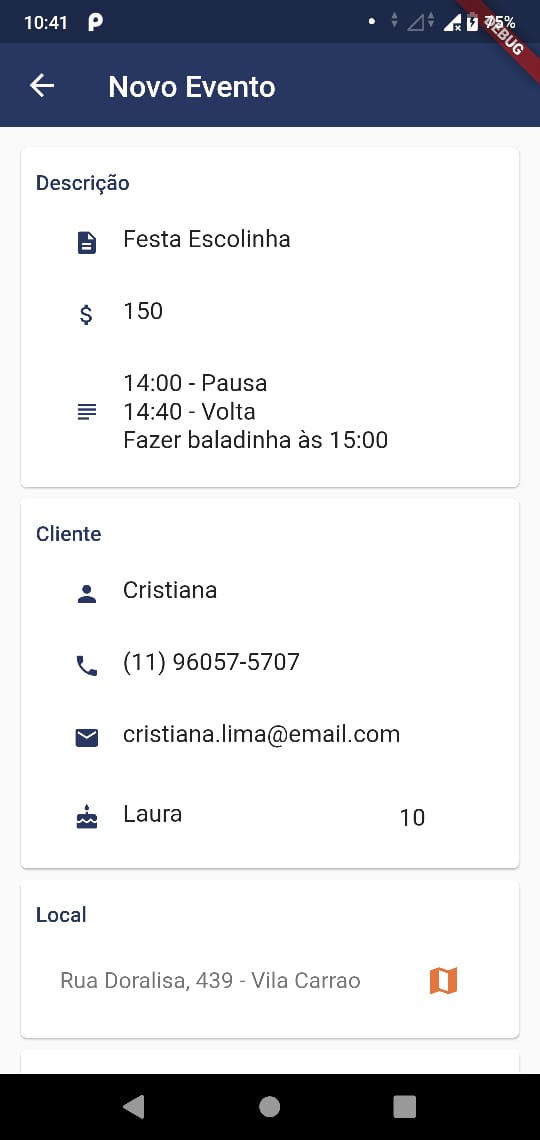 10:41
75%
DEBUG
Novo Evento
Descrição
Festa Escolinha
$ 150
14:00 - Pausa
14:40 - Volta
Fazer baladinha às 15:00
Cliente
Cristiana
(11) 96057-5707
cristiana.lima@email.com
Laura 10
Local
Rua Doralisa, 439 - Vila Carrao